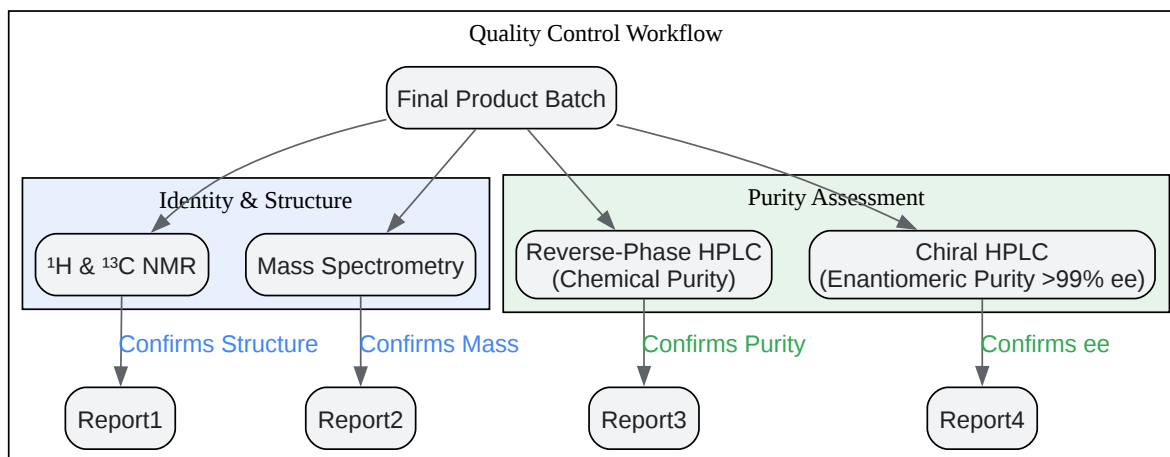 Quality Control Workflow
Final Product Batch
Identity & Structure
Purity Assessment
¹H & ¹³C NMR
Mass Spectrometry
Reverse-Phase HPLC
(Chemical Purity)
Chiral HPLC
(Enantiomeric Purity >99% ee)
Confirms Structure
Confirms Mass
Confirms Purity
Confirms ee
Report1
Report2
Report3
Report4